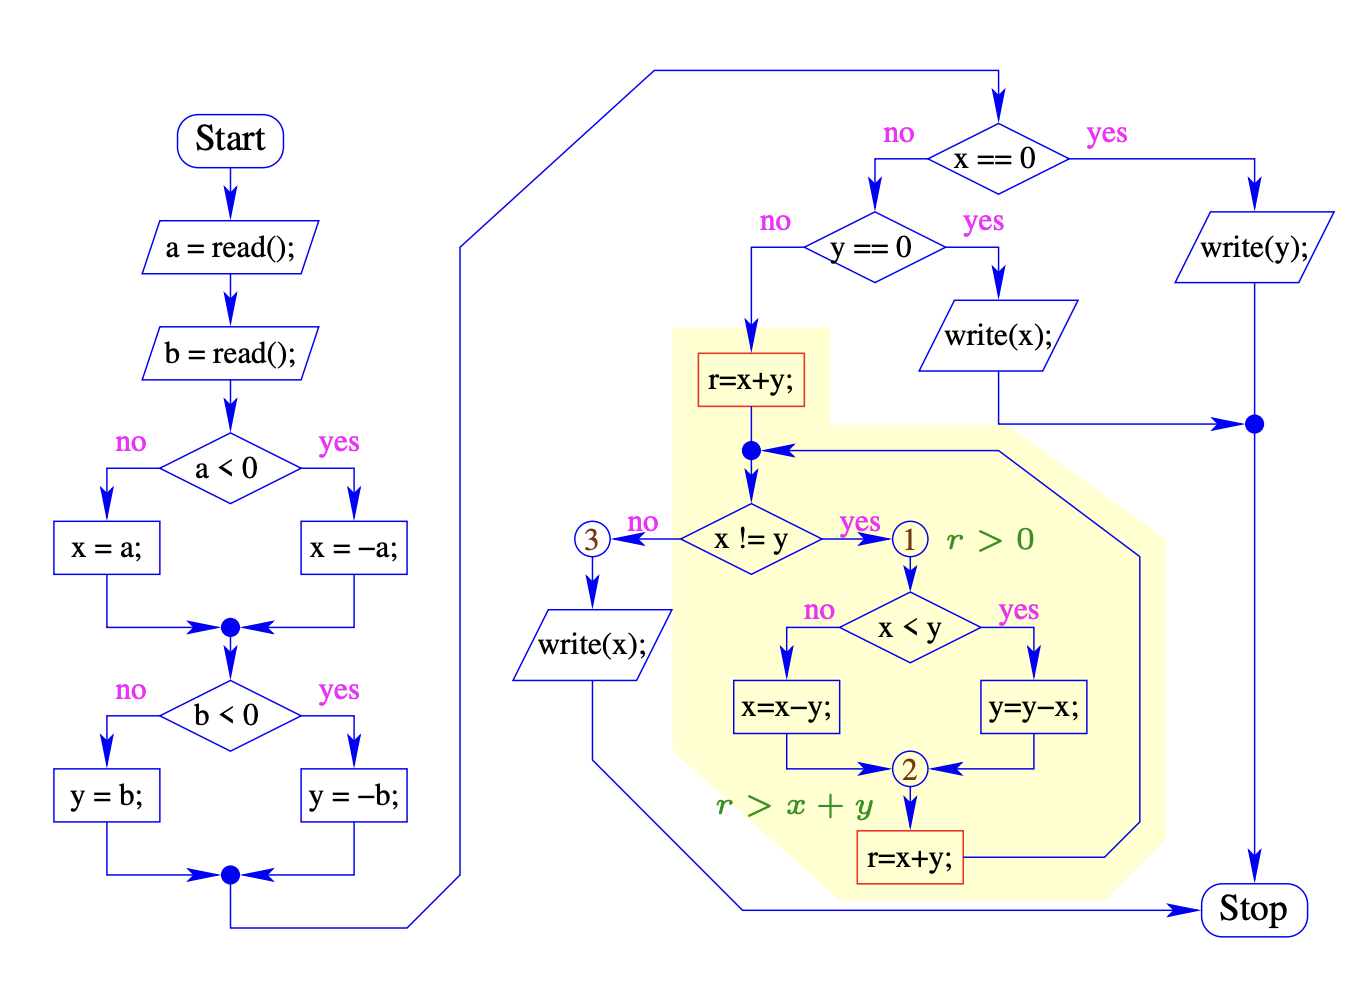 Start
a = read();
b = read();
no
yes
a < 0
x = a;
x = −a;
no
yes
b < 0
y = b;
y = −b;
no
yes
x == 0
no
yes
y == 0
write(y);
write(x);
r=x+y;
no
yes
x != y
3
1
r > 0
no
yes
x < y
write(x);
x=x−y;
y=y−x;
2
r > x + y
r=x+y;
Stop